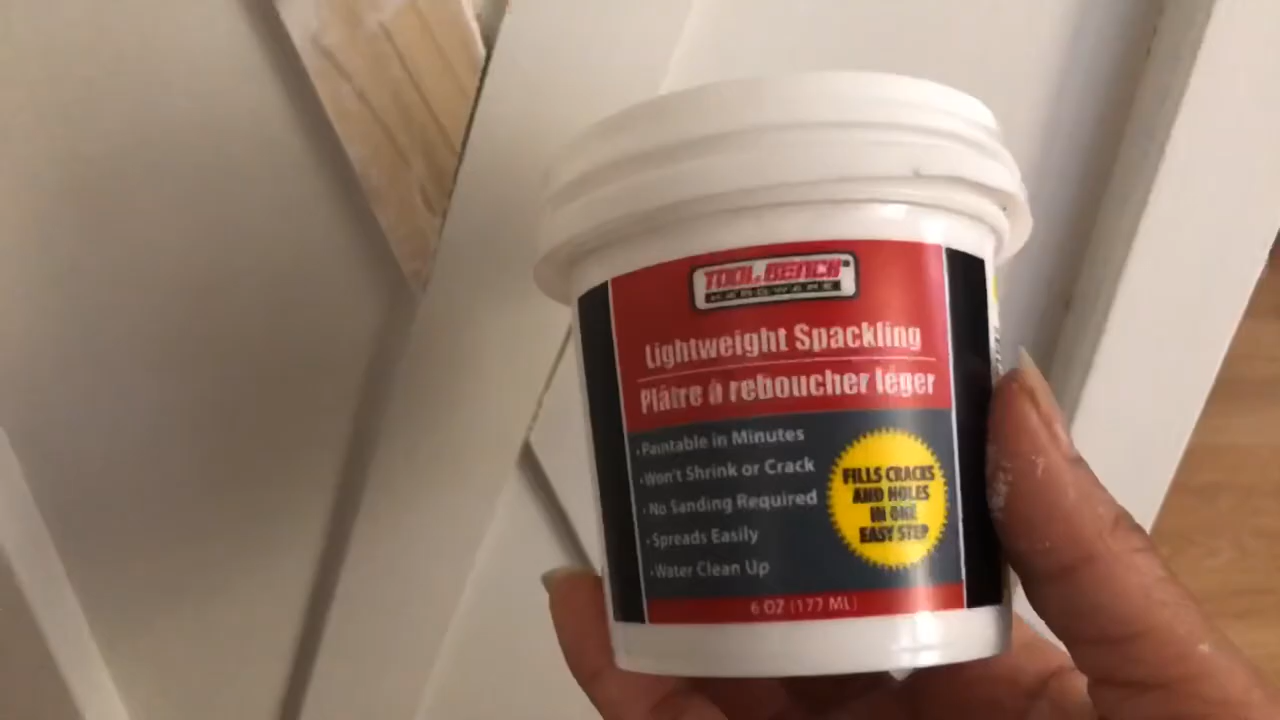 TOOL BENCH®
HARDWARE
Lightweight Spackling
Plâtre à reboucher léger
• Paintable in Minutes
• Won't Shrink or Crack
• No Sanding Required
• Spreads Easily
• Water Clean Up
FILLS CRACKS
AND HOLES
IN ONE
EASY STEP
6 OZ (177 ML)